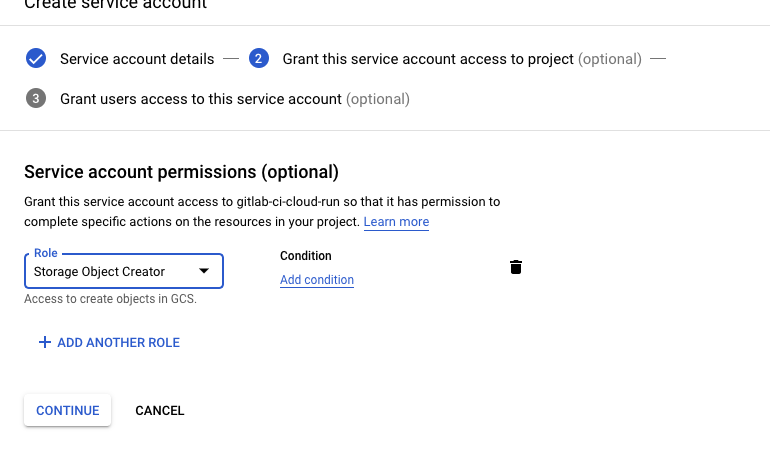 Create service account
Service account details
2 Grant this service account access to project (optional)
3 Grant users access to this service account (optional)
Service account permissions (optional)
Grant this service account access to gitlab-ci-cloud-run so that it has permission to
complete specific actions on the resources in your project. Learn more
Role
Storage Object Creator
Access to create objects in GCS.
Condition
Add condition
ADD ANOTHER ROLE
CONTINUE
CANCEL